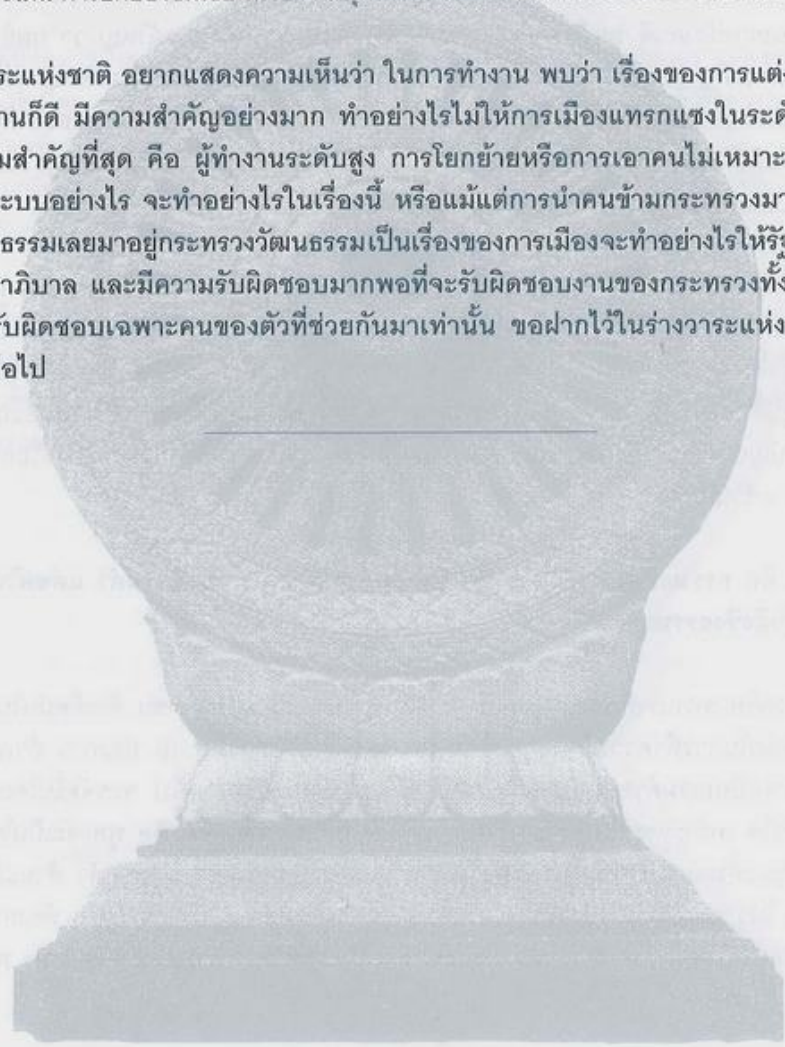 ระแห่งชาติ อยากแสดงความเห็นว่า ในการทำงาน พบว่า เรื่องของการแต่ง
านก็ดี มีความสำคัญอย่างมาก ทำอย่างไรไม่ให้การเมืองแทรกแซงในระดั
มสำคัญที่สุด คือ ผู้ทำงานระดับสูง การโยกย้ายหรือการเอาคนไม่เหมาะ
ะบบอย่างไร จะทำอย่างไรในเรื่องนี้ หรือแม้แต่การนำคนข้ามกระทรวงมา
ธรรมเลยมาอยู่กระทรวงวัฒนธรรมเป็นเรื่องของการเมืองจะทำอย่างไรให้รัฐ
าภิบาล และมีความรับผิดชอบมากพอที่จะรับผิดชอบงานของกระทรวงทั้ง
รับผิดชอบเฉพาะคนของตัวที่ช่วยกันมาเท่านั้น ขอฝากไว้ในร่างวาระแห่ง
อไป